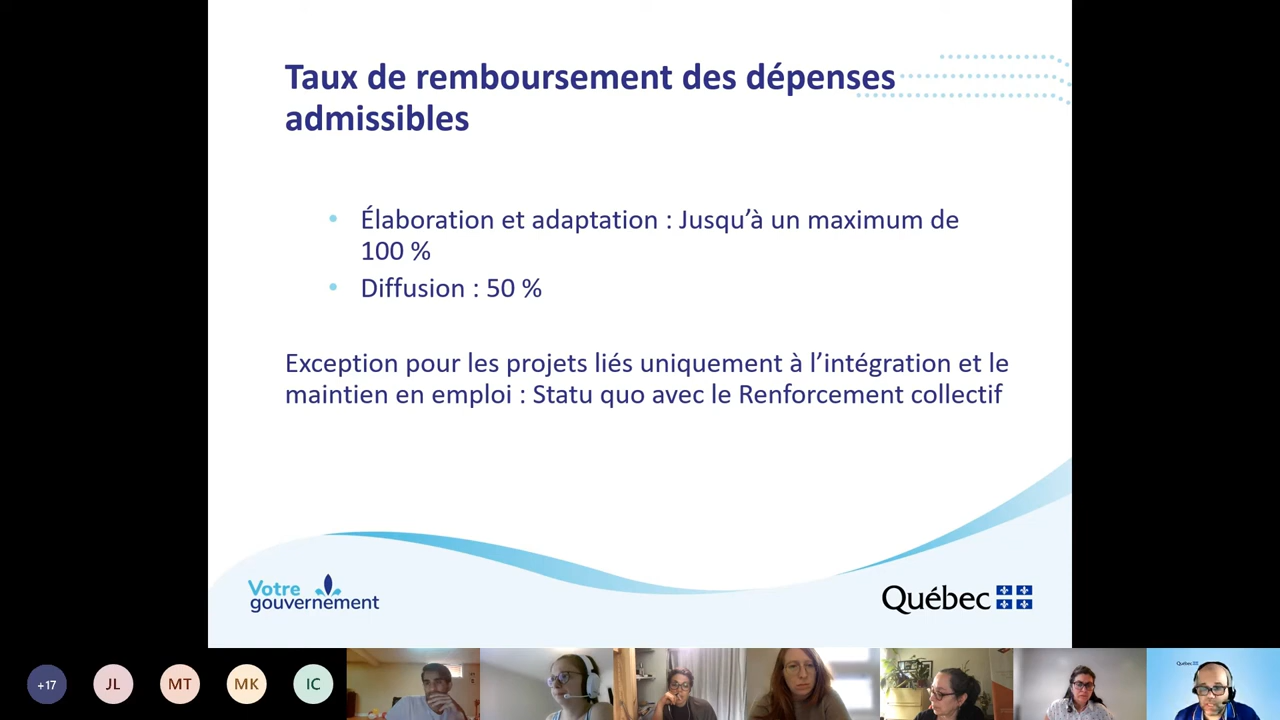 Taux de remboursement des dépenses
admissibles
• Élaboration et adaptation : Jusqu’à un maximum de
100 %
• Diffusion : 50 %
Exception pour les projets liés uniquement à l’intégration et le
maintien en emploi : Statu quo avec le Renforcement collectif
Votre
gouvernement
Québec
+17
JL
MT
MK
IC
Québec